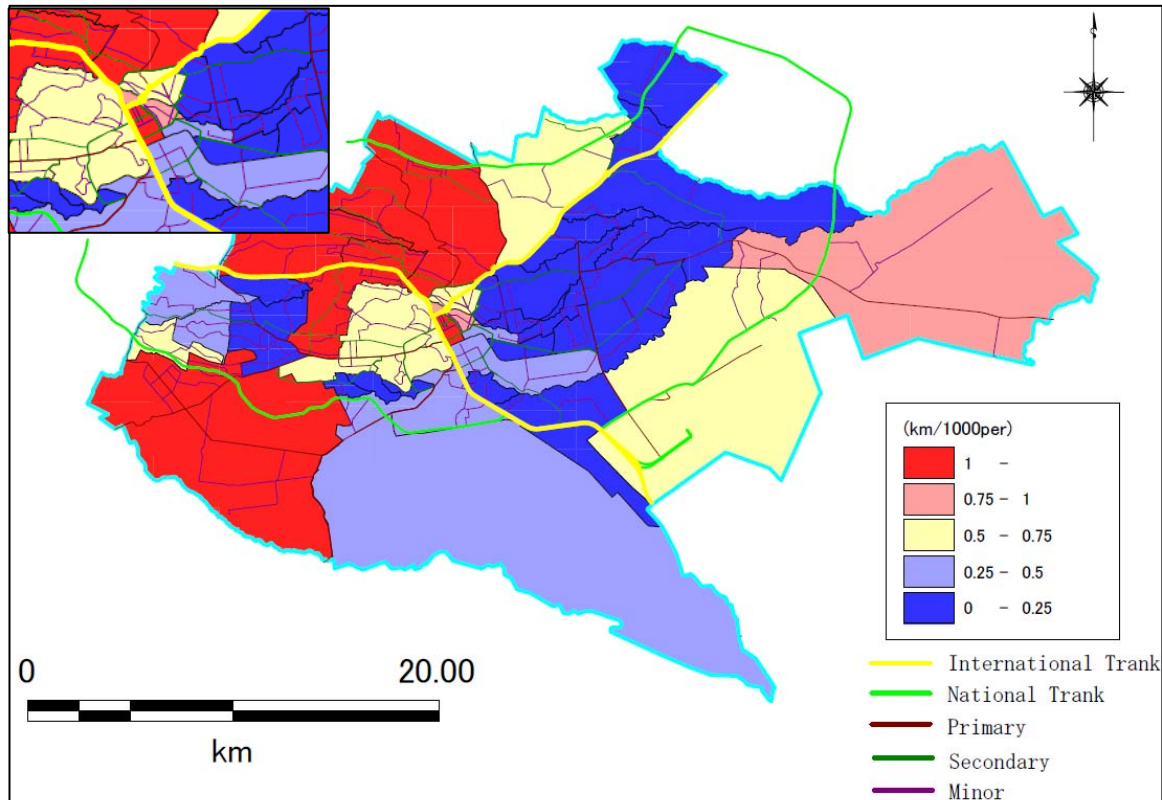 (km/1000per)
1 -
0.75 - 1
0.5 - 0.75
0.25 - 0.5
0 - 0.25
0 20.00
km
International Trank
National Trank
Primary
Secondary
Minor